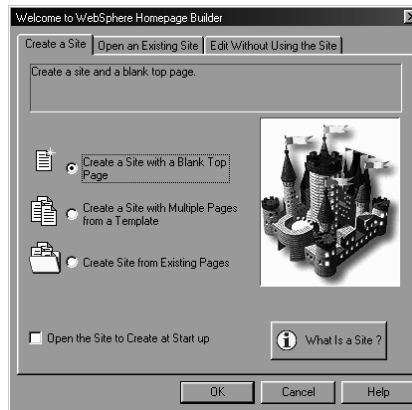 Welcome to WebSphere Homepage Builder
Create a Site
Open an Existing Site
Edit Without Using the Site
Create a site and a blank top page.
Create a Site with a Blank Top
Page
Create a Site with Multiple Pages
from a Template
Create Site from Existing Pages
Open the Site to Create at Start up
What Is a Site ?
OK
Cancel
Help